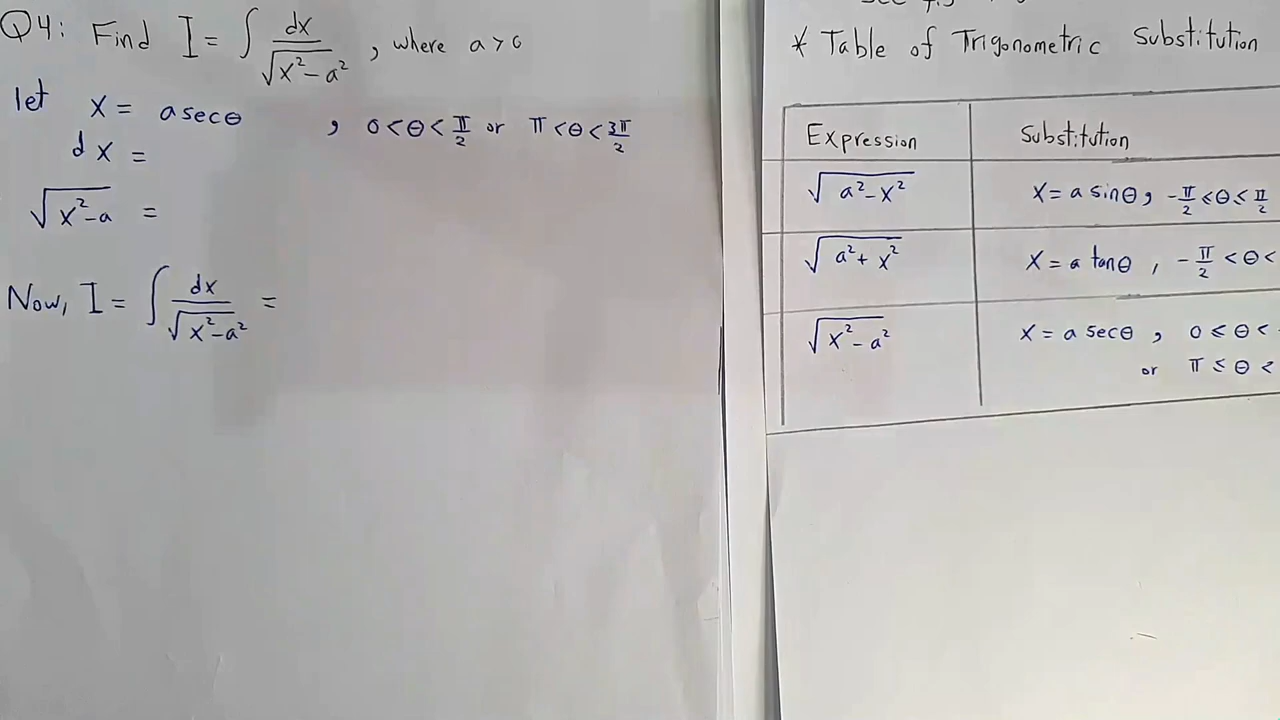 Q4: Find I = ∫ dx / √(x² - a²) , where a > 0
let x = a secθ , 0 < θ < π/2 or π < θ < 3π/2
dx =
√(x² - a) =
Now, I = ∫ dx / √(x² - a²) =
* Table of Trigonometric Substitution
Expression Substitution
√(a² - x²) x = a sinθ, -π/2 ≤ θ ≤ π/2
√(a² + x²) x = a tanθ , -π/2 < θ <
√(x² - a²) x = a secθ , 0 ≤ θ <
or π ≤ θ <